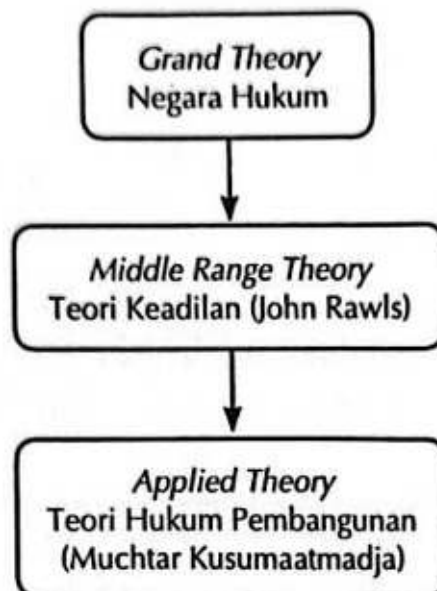 Grand Theory
Negara Hukum
Middle Range Theory
Teori Keadilan (John Rawls)
Applied Theory
Teori Hukum Pembangunan
(Muchtar Kusumaatmadja)